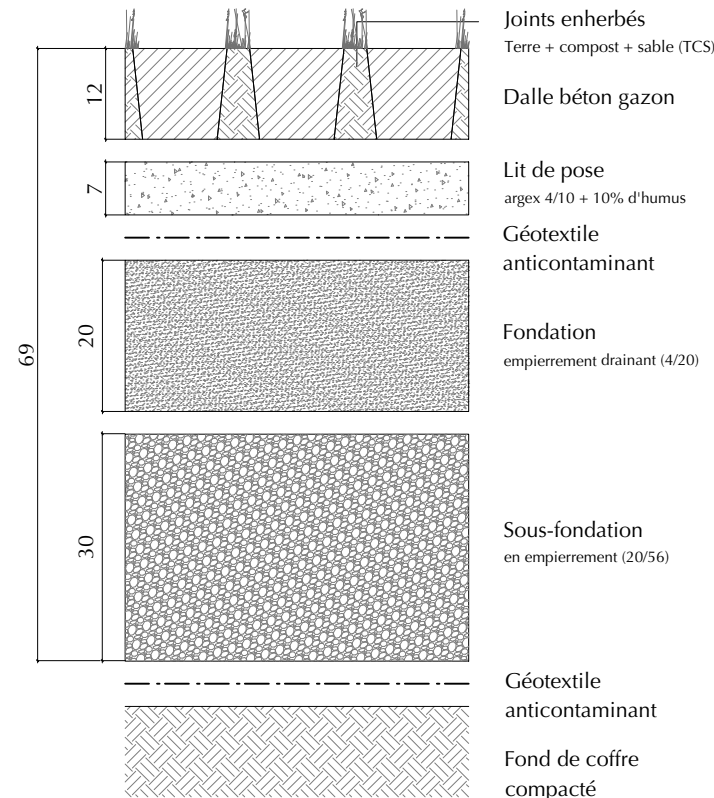 Joints enherbés
Terre + compost + sable (TCS)
12
Dalle béton gazon
7
Lit de pose
argex 4/10 + 10% d'humus
Géotextile
anticontaminant
20
69
Fondation
empierrement drainant (4/20)
30
Sous-fondation
en empierrement (20/56)
Géotextile
anticontaminant
Fond de coffre
compacté